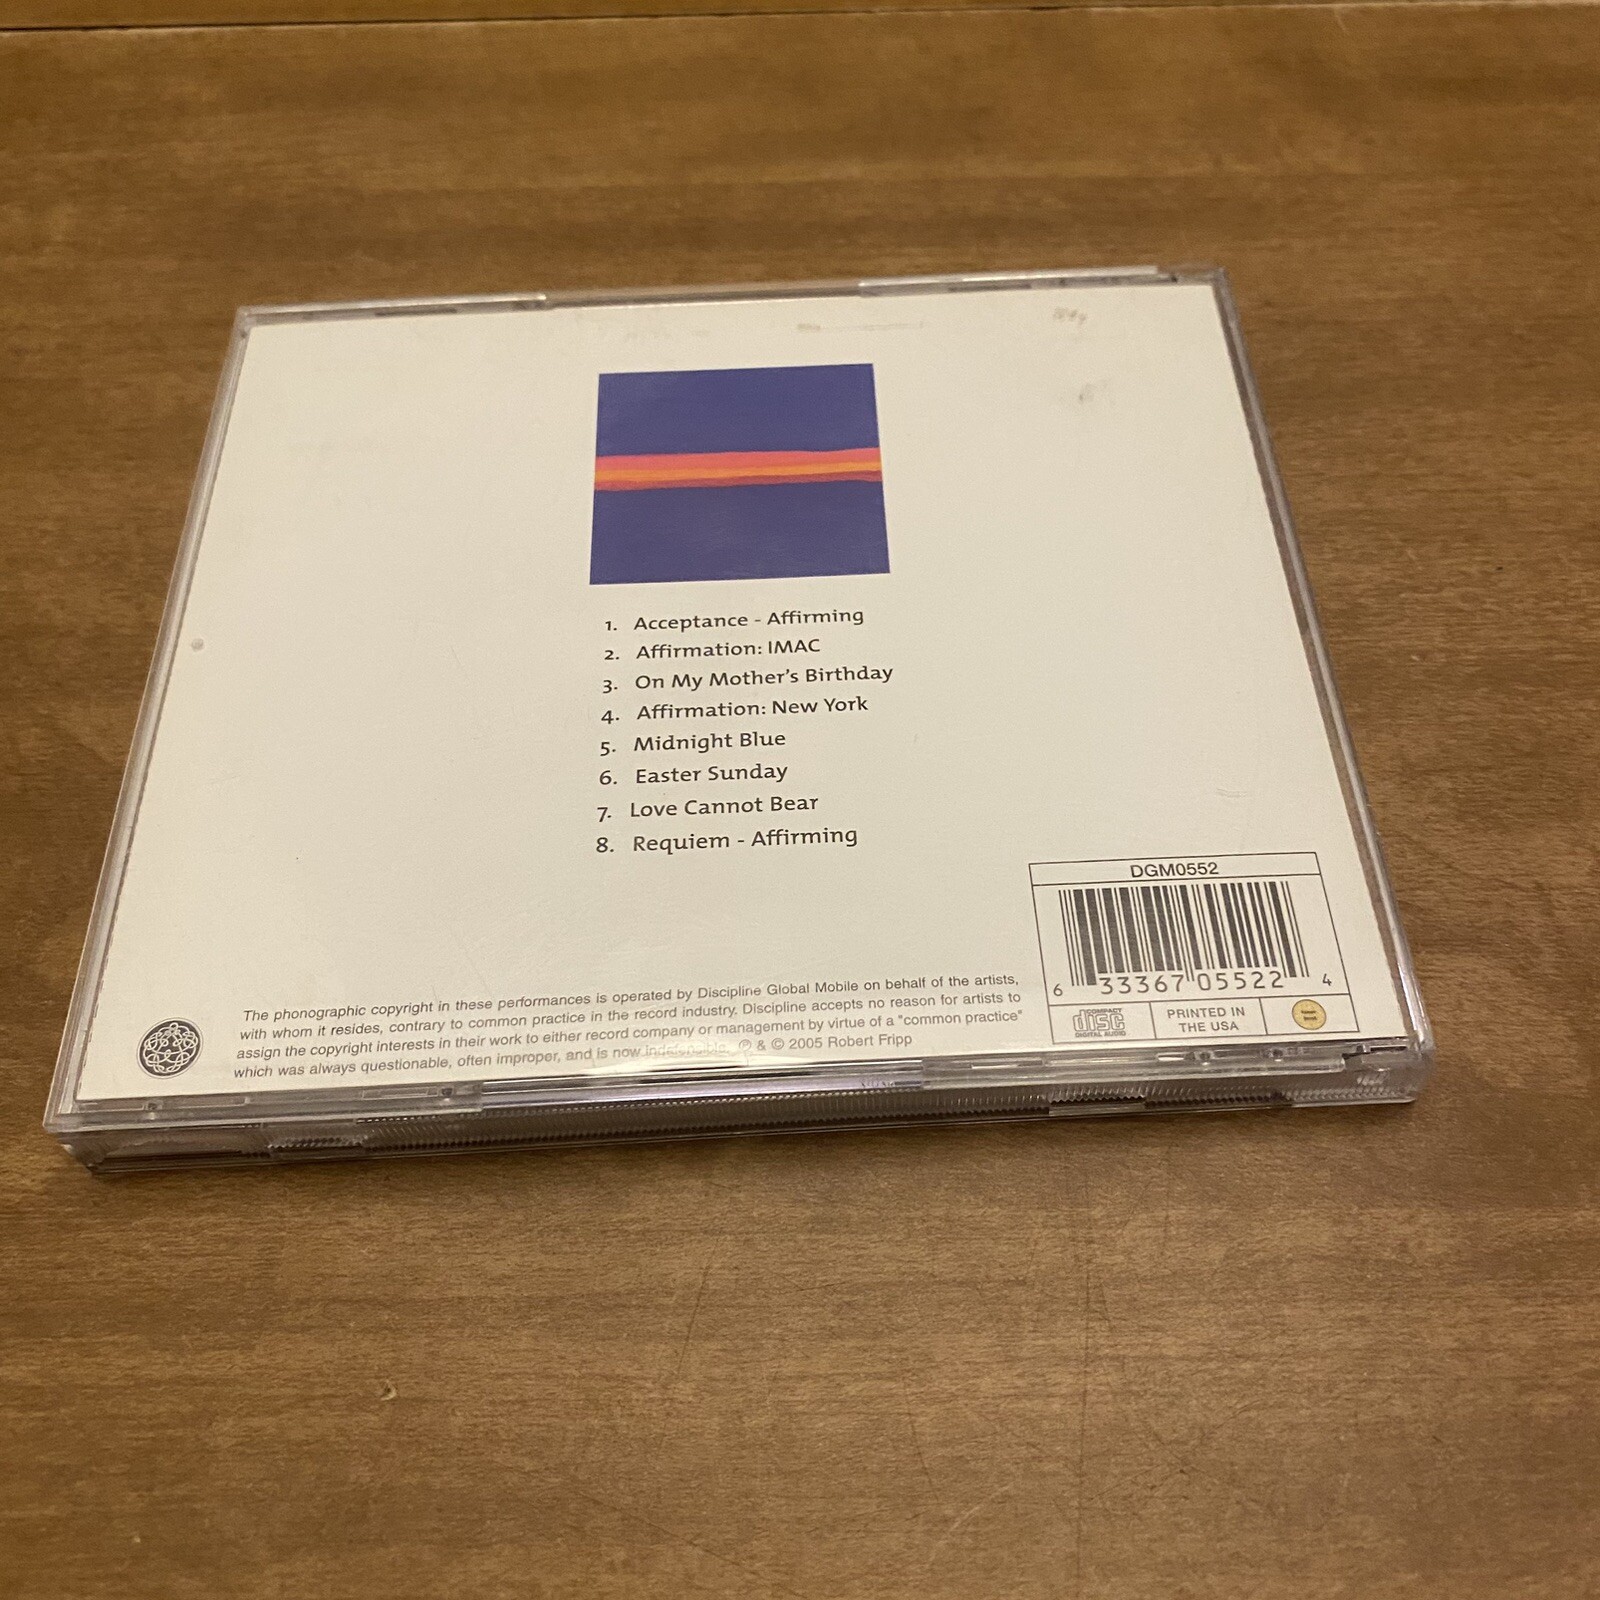 1. Acceptance - Affirming
2. Affirmation: IMAC
3. On My Mother's Birthday
4. Affirmation: New York
5. Midnight Blue
6. Easter Sunday
7. Love Cannot Bear
8. Requiem - Affirming
The phonographic copyright in these performances is operated by Discipline Global Mobile on behalf of the artists,
with whom it resides, contrary to common practice in the record industry. Discipline accepts no reason for artists to
assign the copyright interests in their work to either record company or management by virtue of a "common practice"
which was always questionable, often improper, and is now indefensible. ℗ & © 2005 Robert Fripp
DGM0552
6 33367 05522 4
COMPACT
disc
DIGITAL AUDIO
PRINTED IN
THE USA